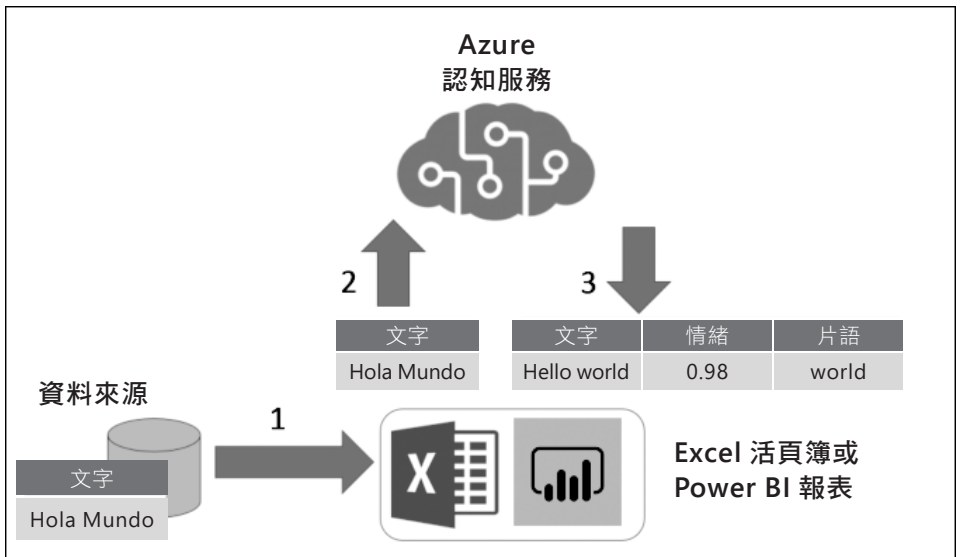 Azure
認知服務
2
3
文字
Hola Mundo
文字 情緒 片語
Hello world 0.98 world
資料來源
1
文字
Hola Mundo
X
Excel 活頁簿或
Power BI 報表